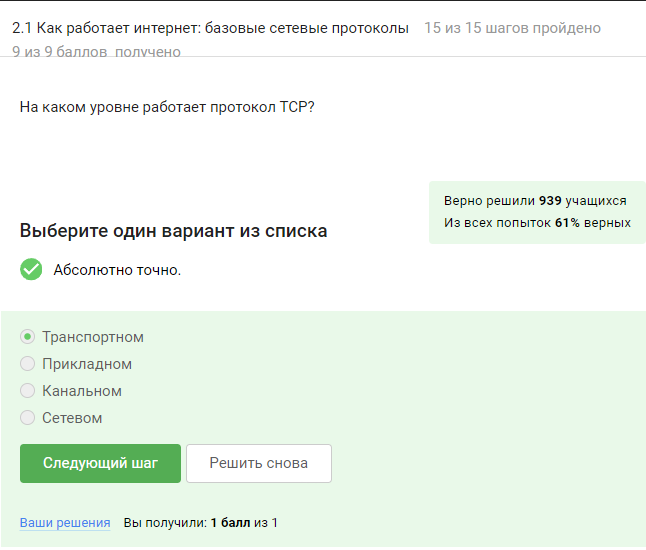 2.1 Как работает интернет: базовые сетевые протоколы 15 из 15 шагов пройдено
9 из 9 баллов получено
На каком уровне работает протокол TCP?
Верно решили 939 учащихся
Из всех попыток 61% верных
Выберите один вариант из списка
Абсолютно точно.
Транспортном
Прикладном
Канальном
Сетевом
Следующий шаг Решить снова
Ваши решения Вы получили: 1 балл из 1